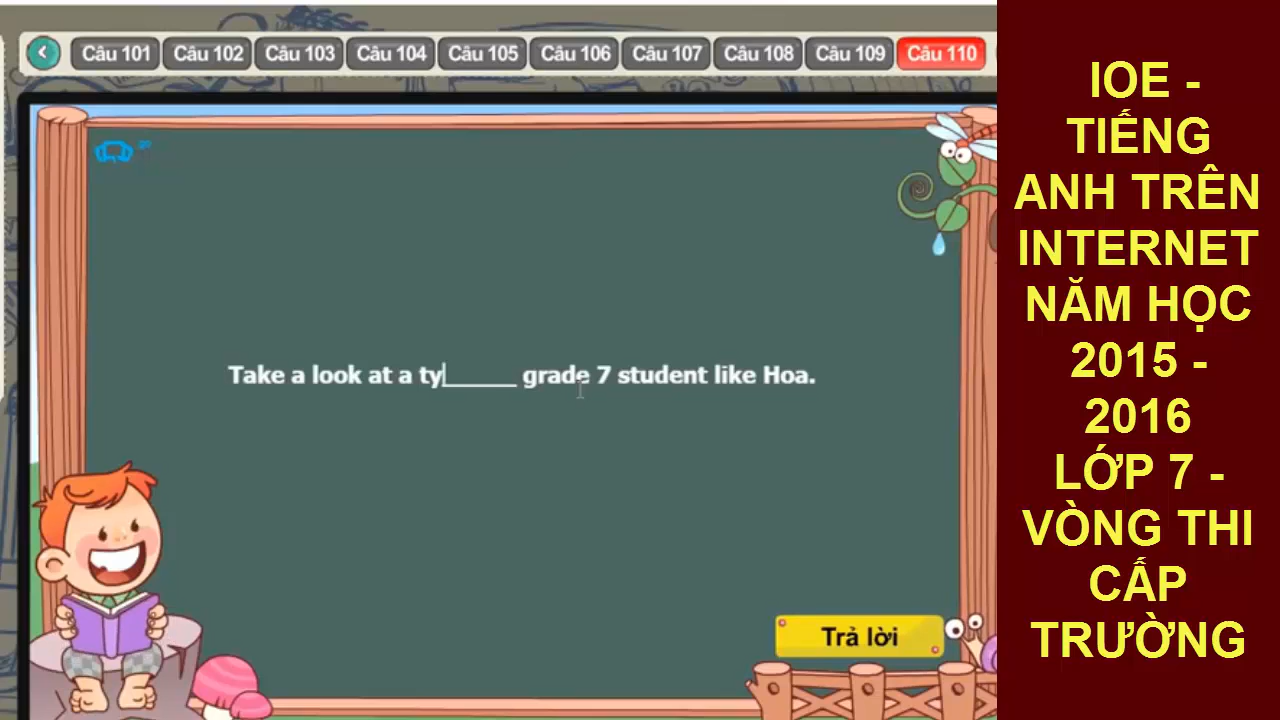 Câu 101 Câu 102 Câu 103 Câu 104 Câu 105 Câu 106 Câu 107 Câu 108 Câu 109 Câu 110
Take a look at a ty______ grade 7 student like Hoa.
Trả lời
IOE -
TIẾNG
ANH TRÊN
INTERNET
NĂM HỌC
2015 -
2016
LỚP 7 -
VÒNG THI
CẤP
TRƯỜNG